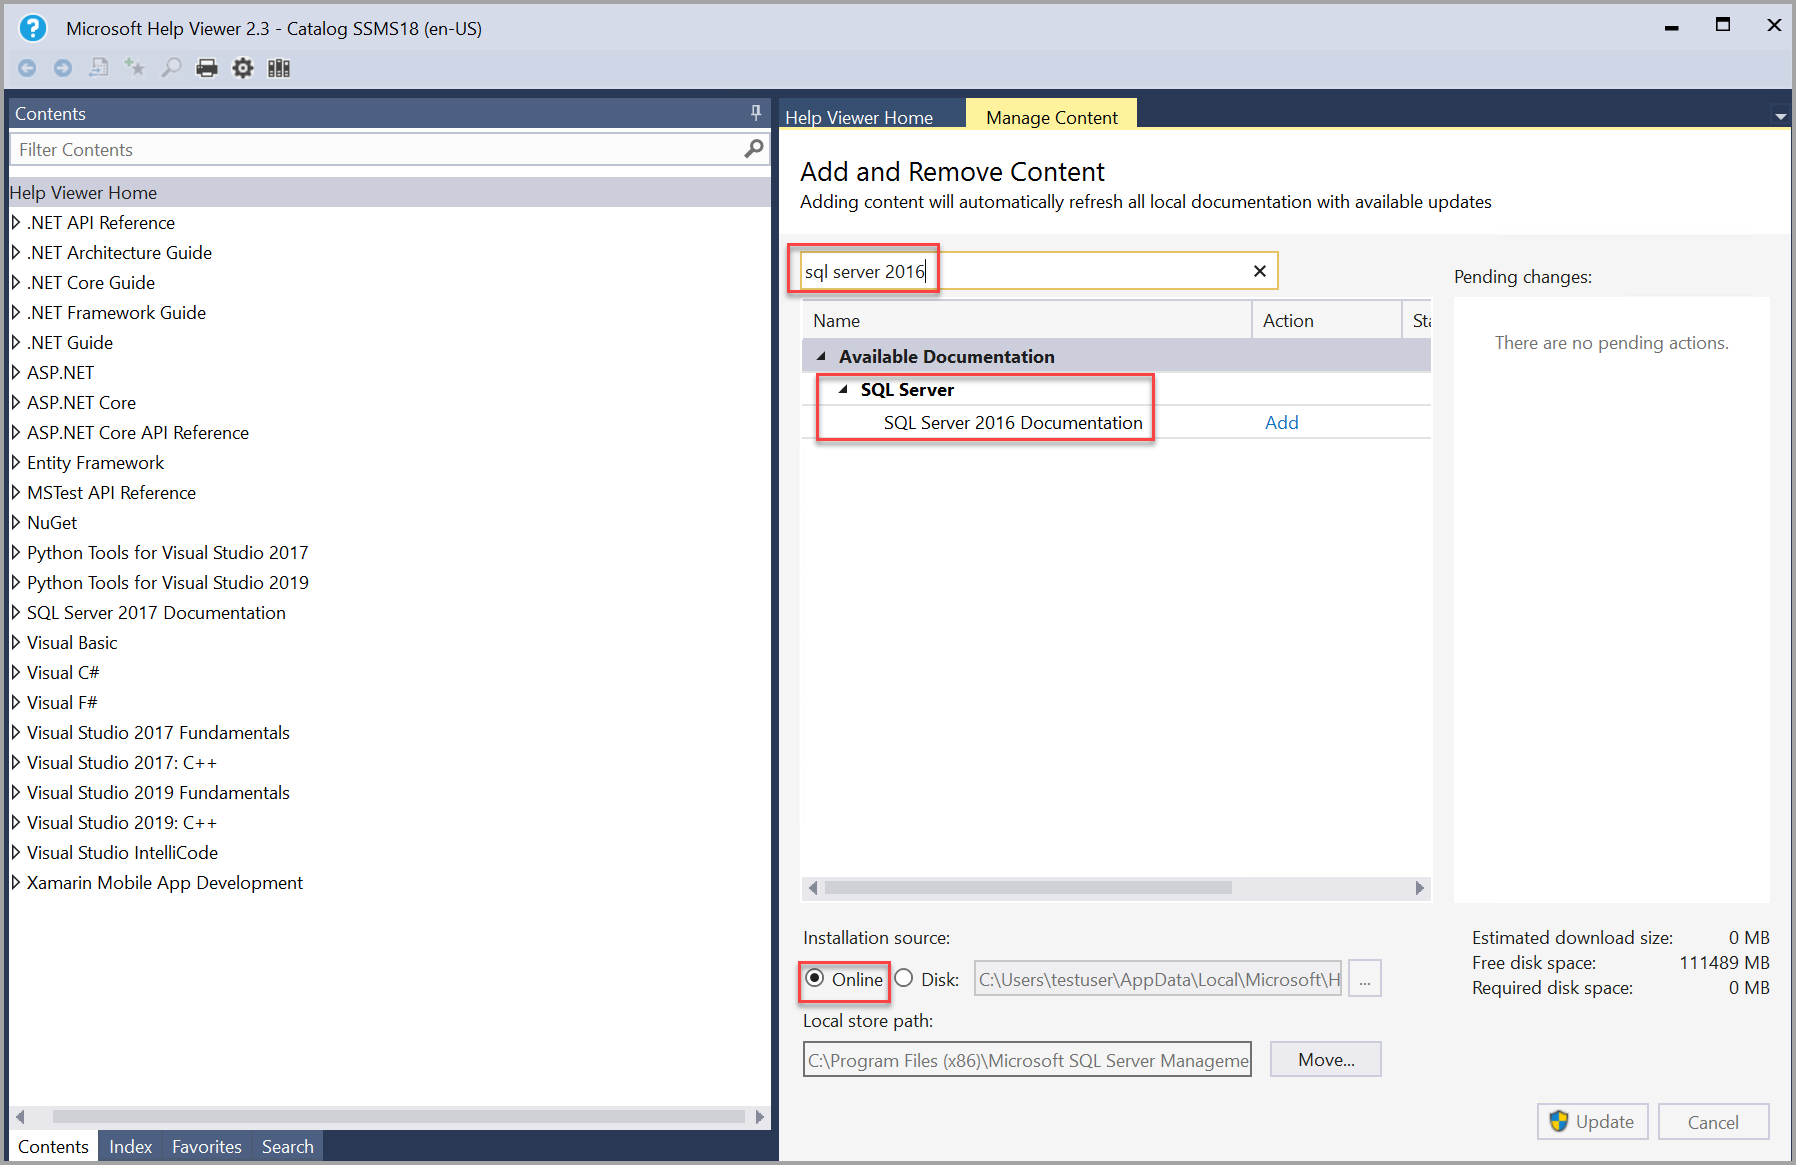 Microsoft Help Viewer 2.3 - Catalog SSMS18 (en-US)
Contents
Filter Contents
Help Viewer Home
.NET API Reference
.NET Architecture Guide
.NET Core Guide
.NET Framework Guide
.NET Guide
ASP.NET
ASP.NET Core
ASP.NET Core API Reference
Entity Framework
MSTest API Reference
NuGet
Python Tools for Visual Studio 2017
Python Tools for Visual Studio 2019
SQL Server 2017 Documentation
Visual Basic
Visual C#
Visual F#
Visual Studio 2017 Fundamentals
Visual Studio 2017: C++
Visual Studio 2019 Fundamentals
Visual Studio 2019: C++
Visual Studio IntelliCode
Xamarin Mobile App Development
Contents Index Favorites Search
Help Viewer Home Manage Content
Add and Remove Content
Adding content will automatically refresh all local documentation with available updates
sql server 2016
Name Action Sta
Available Documentation
SQL Server
SQL Server 2016 Documentation Add
Pending changes:
There are no pending actions.
Installation source:
Online Disk: C:\Users\testuser\AppData\Local\Microsoft\H ...
Local store path:
C:\Program Files (x86)\Microsoft SQL Server Manageme Move...
Estimated download size: 0 MB
Free disk space: 111489 MB
Required disk space: 0 MB
Update Cancel